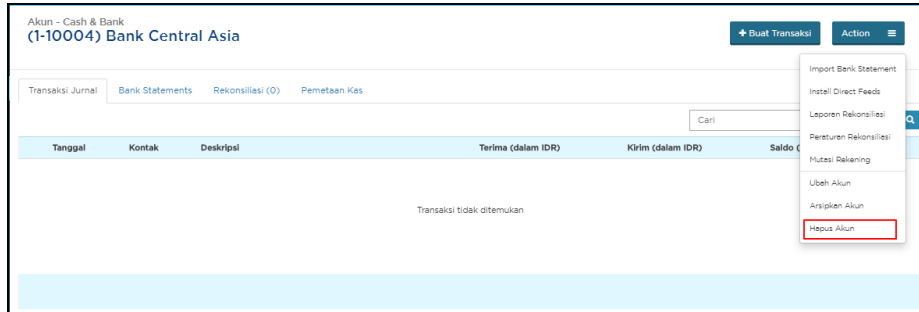 Akun - Cash & Bank
(1-10004) Bank Central Asia
+ Buat Transaksi
Action
Import Bank Statement
Install Direct Feeds
Laporan Rekonsiliasi
Peraturan Rekonsiliasi
Mutasi Rekening
Ubah Akun
Arsipkan Akun
Hapus Akun
Transaksi Jurnal Bank Statements Rekonsiliasi (0) Pemetaan Kas
Cari
Tanggal Kontak Deskripsi Terima (dalam IDR) Kirim (dalam IDR) Saldo (
Transaksi tidak ditemukan